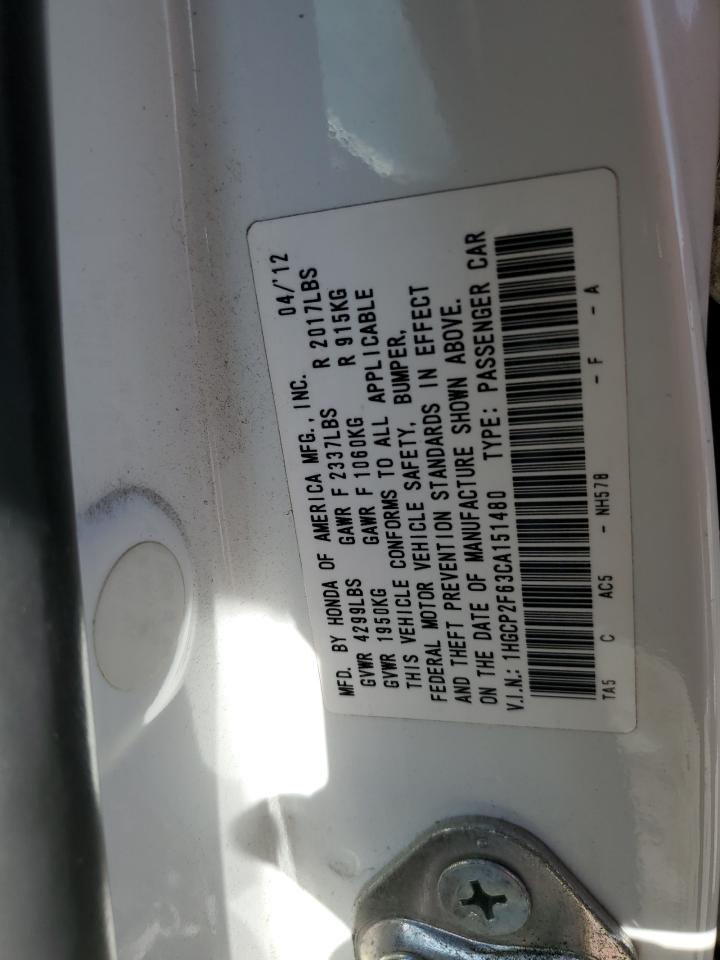 MFD. BY HONDA OF AMERICA MFG., INC. 04/'12
GVWR 4299LBS GAWR F 2337LBS R 2017LBS
GVWR 1950KG GAWR F 1060KG R 915KG
THIS VEHICLE CONFORMS TO ALL APPLICABLE
FEDERAL MOTOR VEHICLE SAFETY, BUMPER,
AND THEFT PREVENTION STANDARDS IN EFFECT
ON THE DATE OF MANUFACTURE SHOWN ABOVE.
V.I.N.: 1HGCP2F63CA151480 TYPE: PASSENGER CAR
TA5 C AC5 - NH578 - F - A